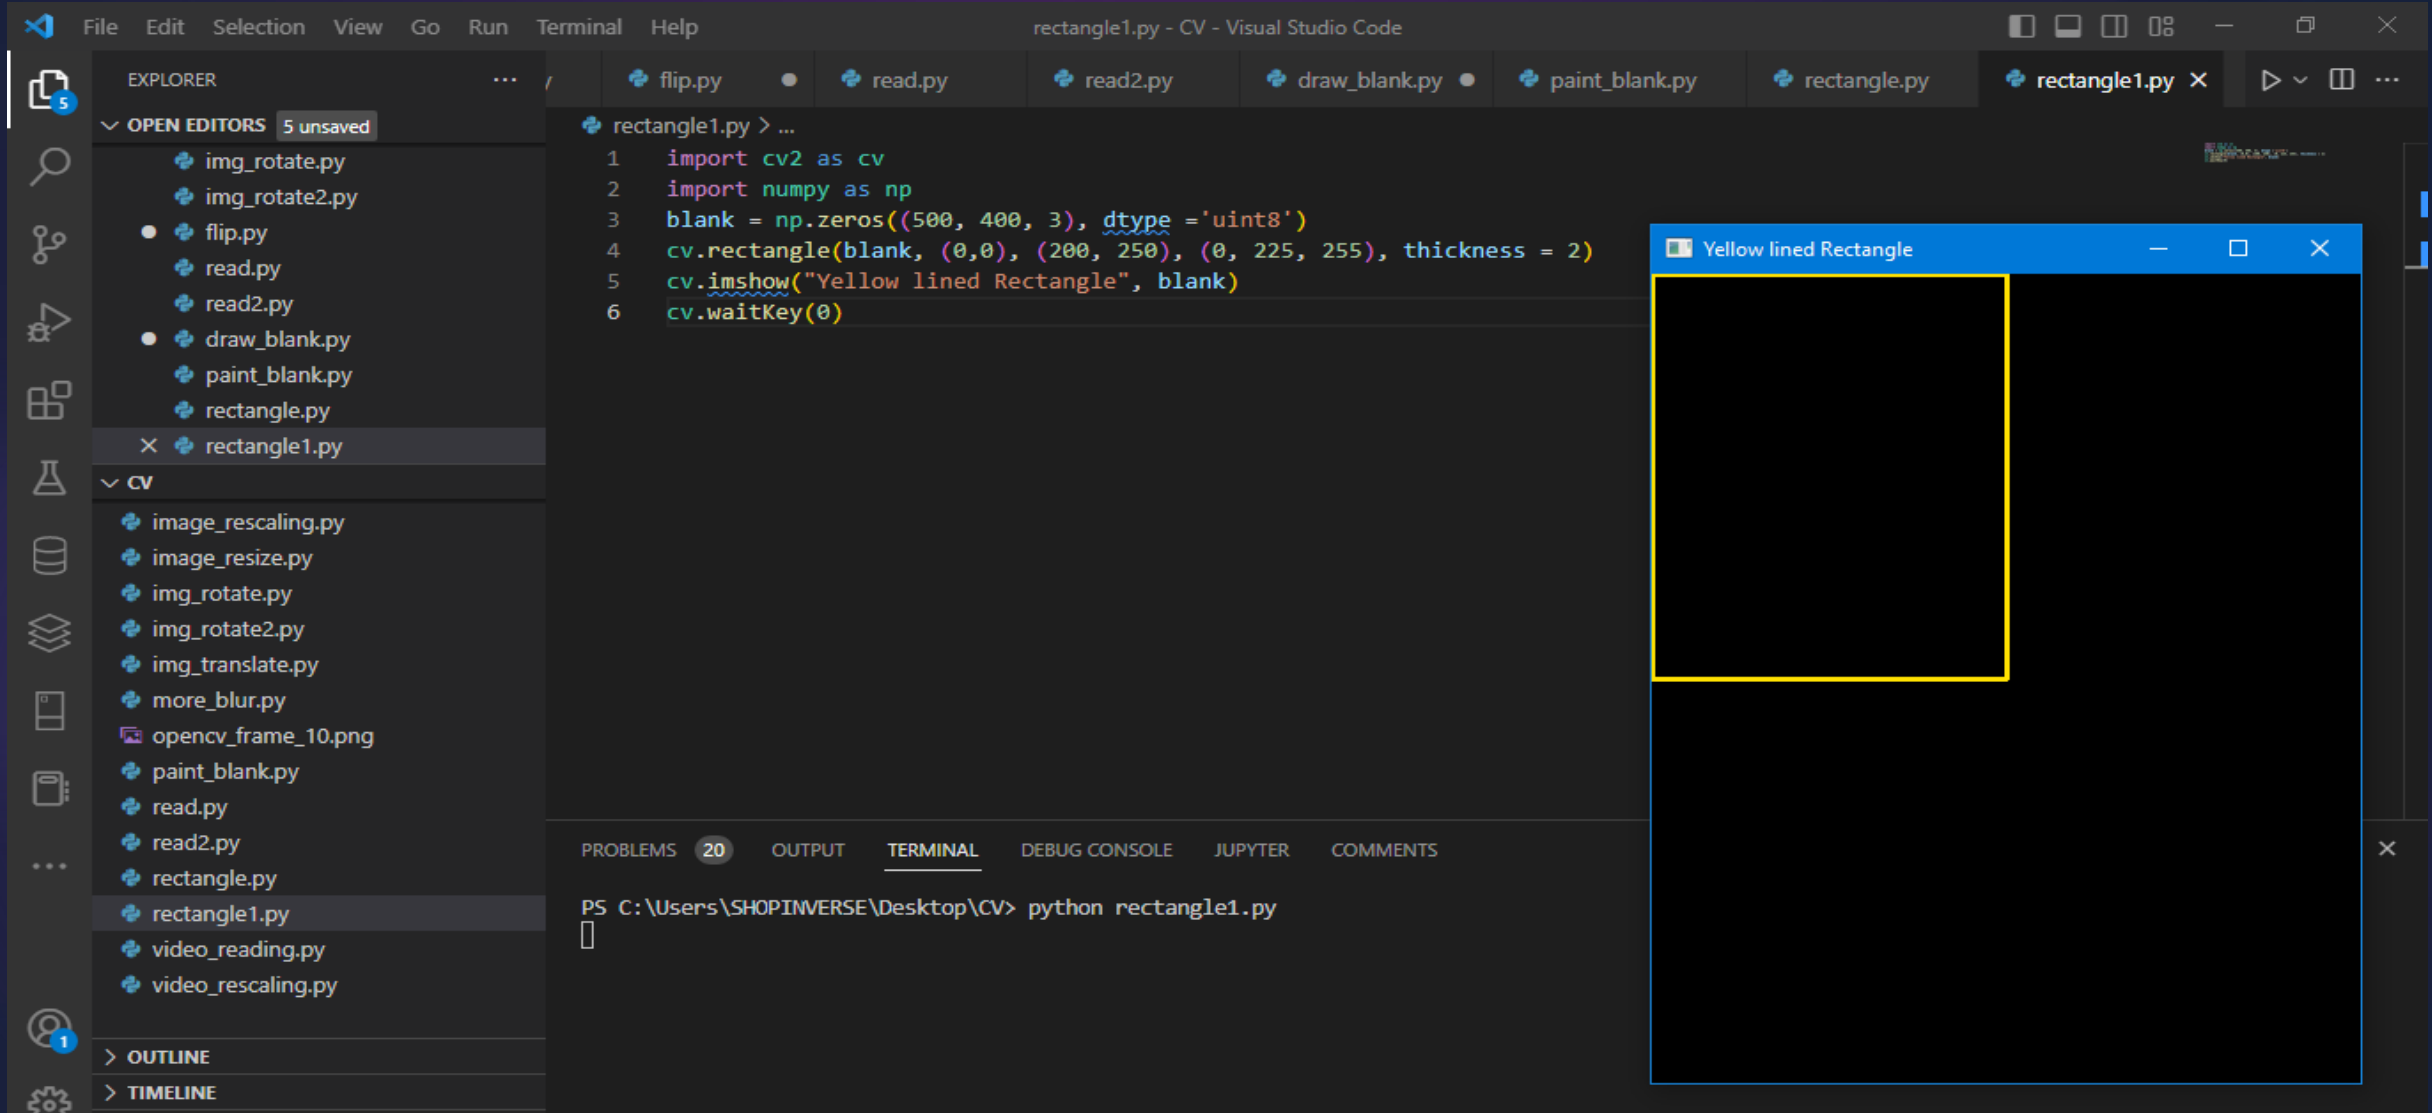 File Edit Selection View Go Run Terminal Help
rectangle1.py - CV - Visual Studio Code
EXPLORER
OPEN EDITORS 5 unsaved
img_rotate.py
img_rotate2.py
flip.py
read.py
read2.py
draw_blank.py
paint_blank.py
rectangle.py
rectangle1.py
CV
image_rescaling.py
image_resize.py
img_rotate.py
img_rotate2.py
img_translate.py
more_blur.py
opencv_frame_10.png
paint_blank.py
read.py
read2.py
rectangle.py
rectangle1.py
video_reading.py
video_rescaling.py
OUTLINE
TIMELINE
5
1
flip.py read.py read2.py draw_blank.py paint_blank.py rectangle.py rectangle1.py
rectangle1.py > ...
1 import cv2 as cv
2 import numpy as np
3 blank = np.zeros((500, 400, 3), dtype ='uint8')
4 cv.rectangle(blank, (0,0), (200, 250), (0, 225, 255), thickness = 2)
5 cv.imshow("Yellow lined Rectangle", blank)
6 cv.waitKey(0)
Yellow lined Rectangle
PROBLEMS 20 OUTPUT TERMINAL DEBUG CONSOLE JUPYTER COMMENTS
PS C:\Users\SHOPINVERSE\Desktop\CV> python rectangle1.py